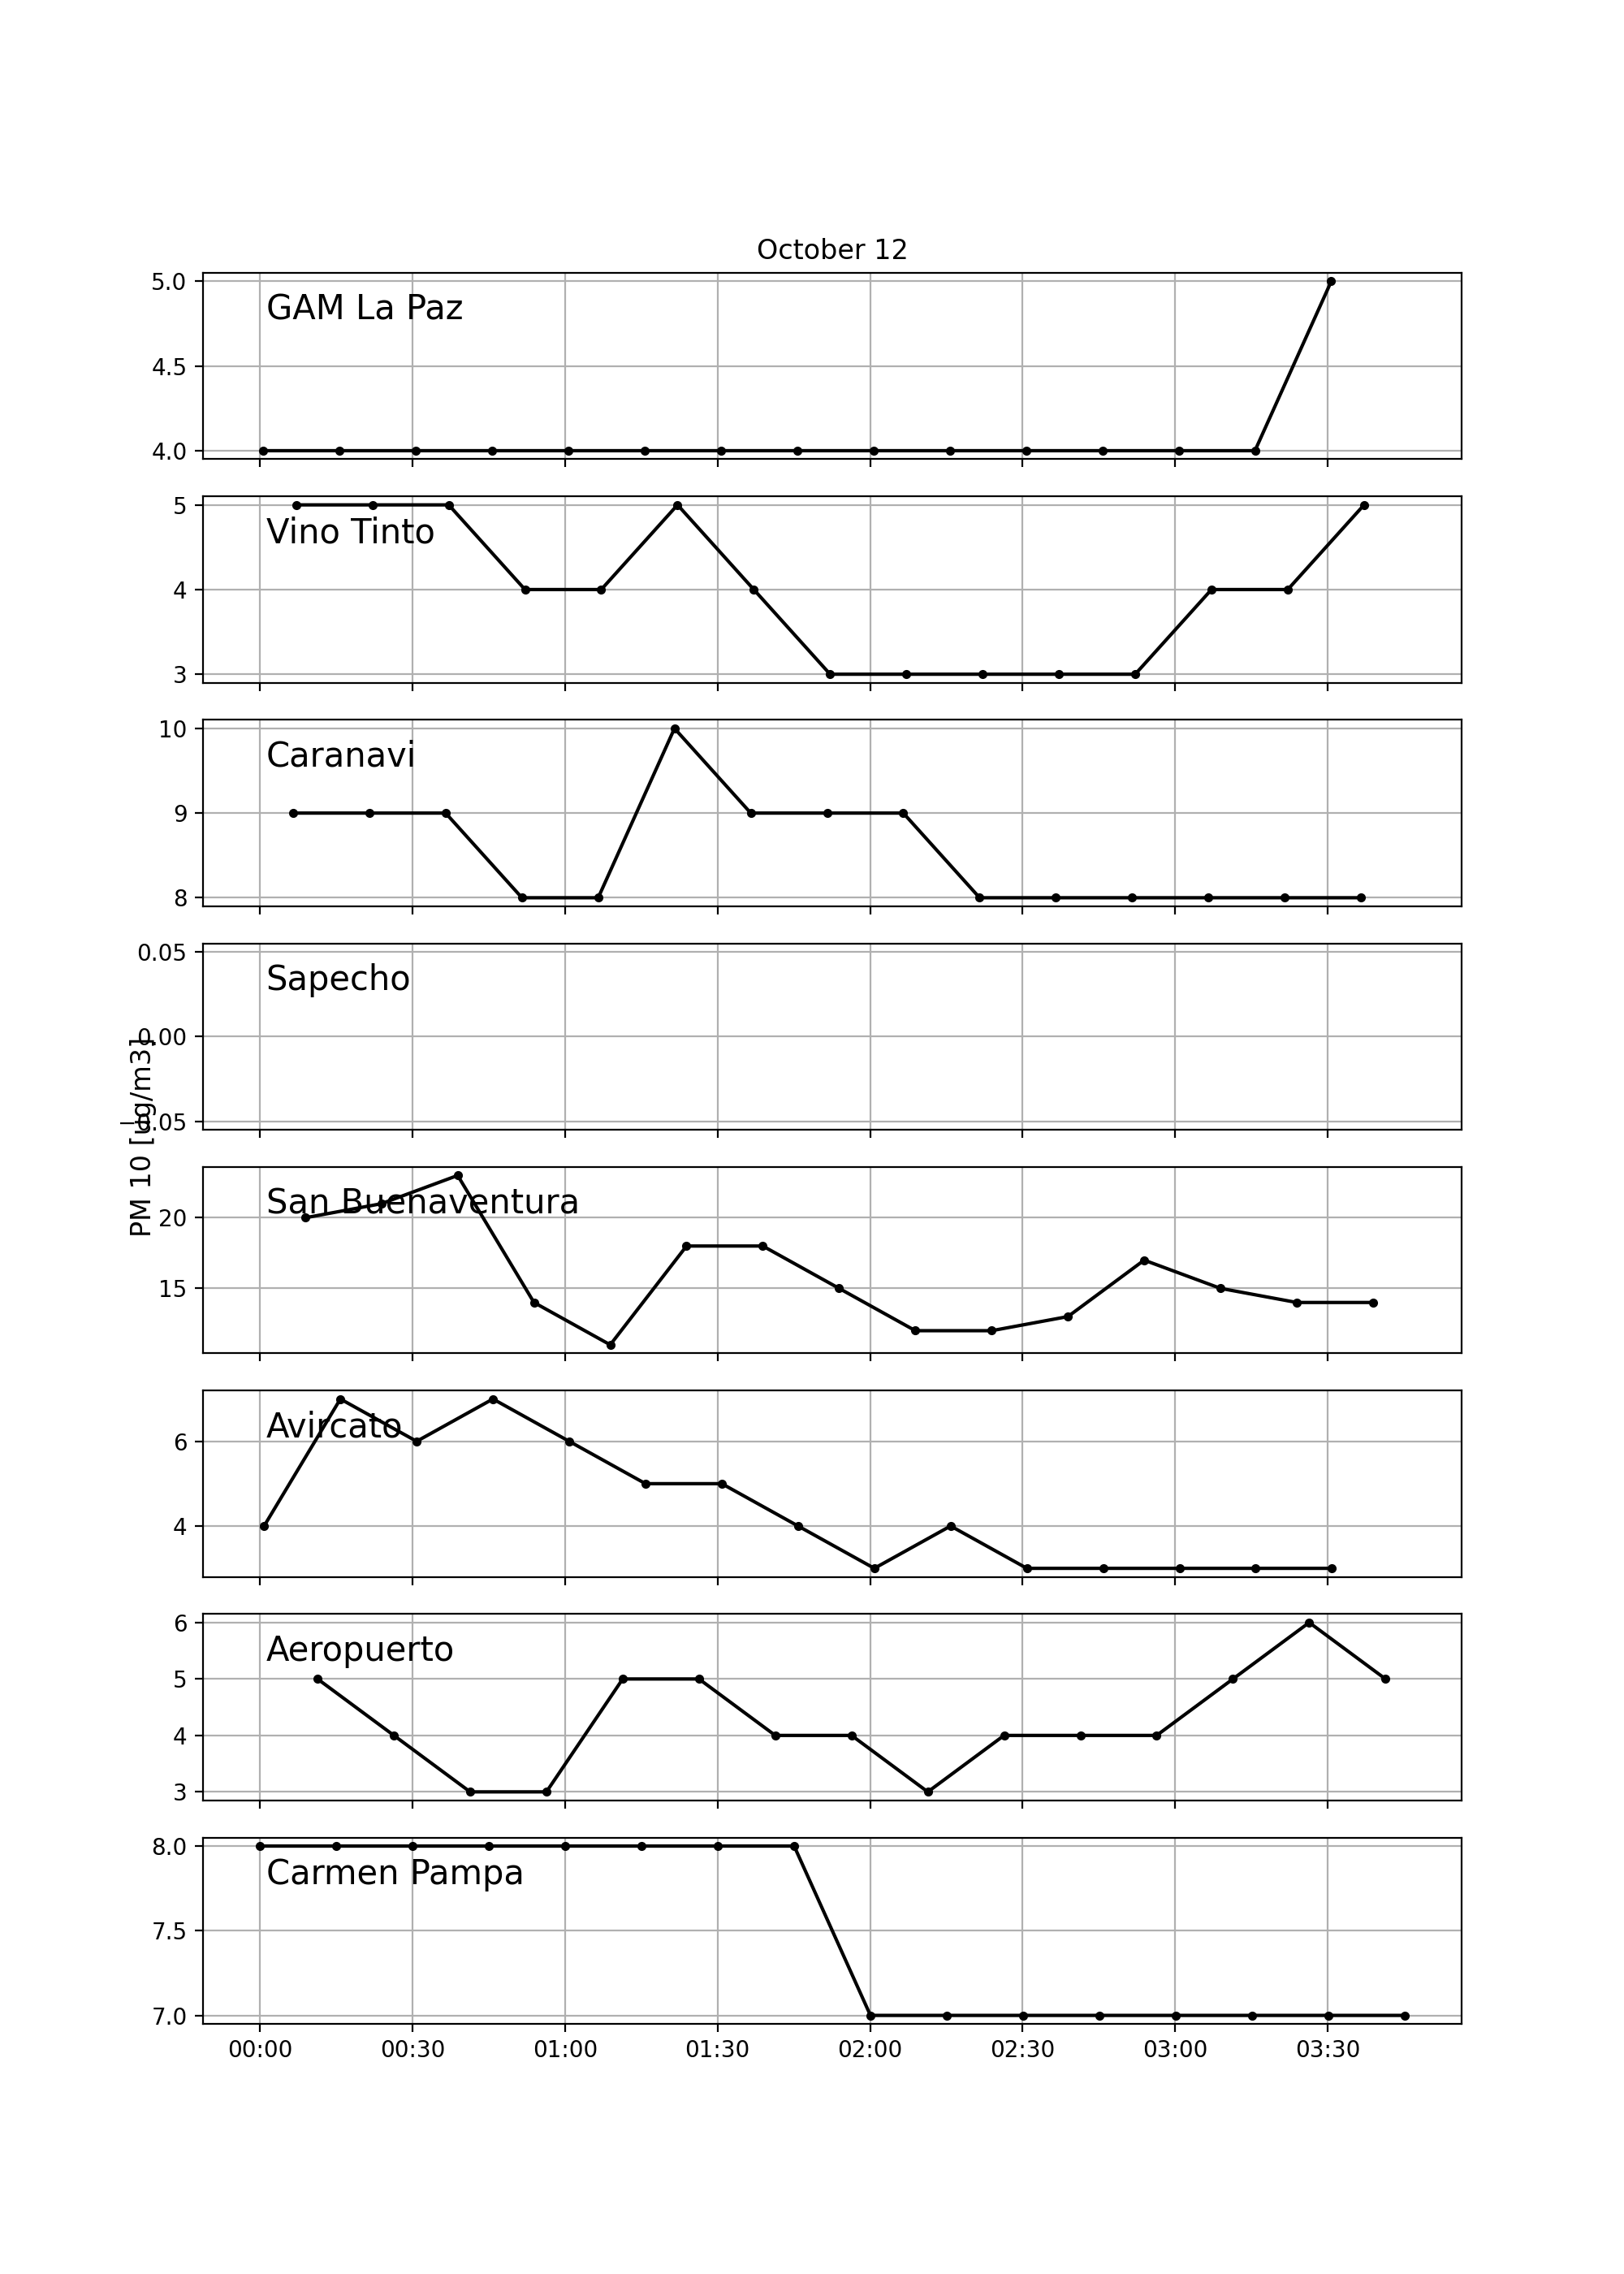 October 12
5.0
GAM La Paz
4.5
4.0
5
Vino Tinto
4
3
10
Caranavi
9
8
0.05
Sapecho
0.00
0.05
PM 10 [ug/m3]
San Buenaventura
20
15
Avircato
6
4
6
Aeropuerto
5
4
3
8.0
Carmen Pampa
7.5
7.0
00:00 00:30 01:00 01:30 02:00 02:30 03:00 03:30